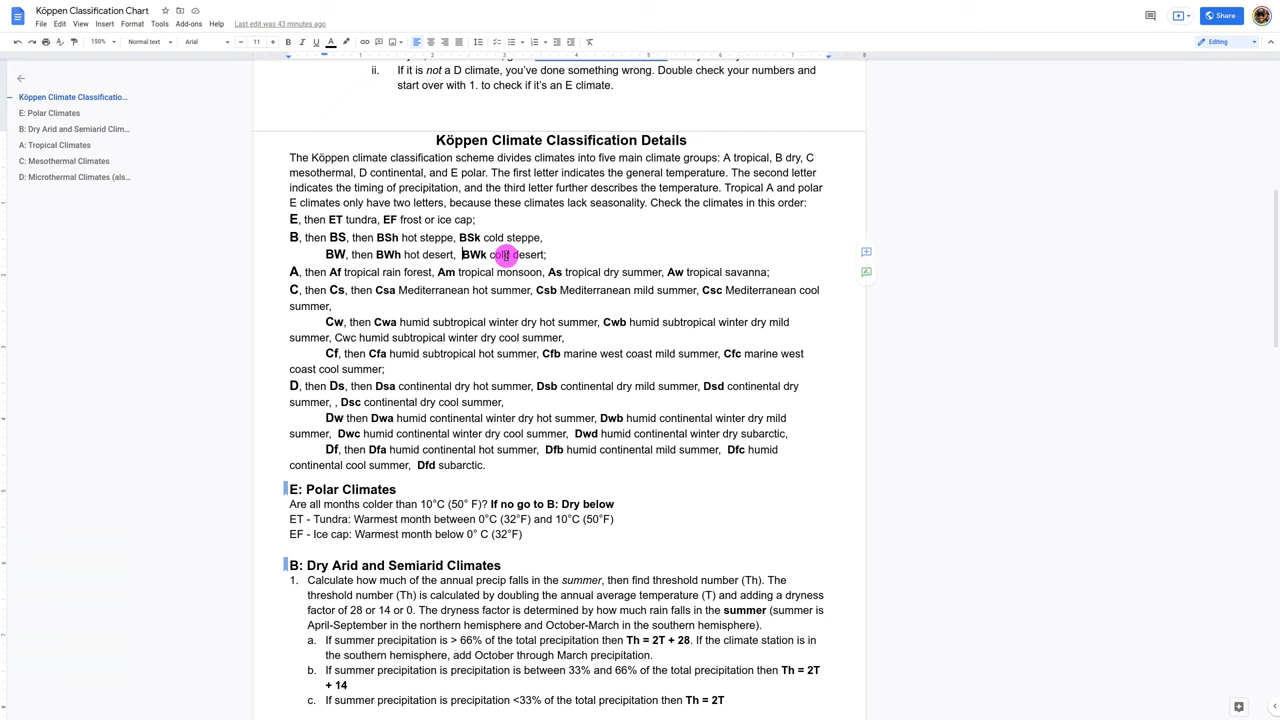 Köppen Classification Chart
File Edit View Insert Format Tools Add-ons Help Last edit was 43 minutes ago
Share
150% Normal text Arial 11 Editing
Köppen Climate Classificatio...
E: Polar Climates
B: Dry Arid and Semiarid Clim...
A: Tropical Climates
C: Mesothermal Climates
D: Microthermal Climates (als...
ii. If it is not a D climate, you've done something wrong. Double check your numbers and
start over with 1. to check if it's an E climate.
Köppen Climate Classification Details
The Köppen climate classification scheme divides climates into five main climate groups: A tropical, B dry, C
mesothermal, D continental, and E polar. The first letter indicates the general temperature. The second letter
indicates the timing of precipitation, and the third letter further describes the temperature. Tropical A and polar
E climates only have two letters, because these climates lack seasonality. Check the climates in this order:
E, then ET tundra, EF frost or ice cap;
B, then BS, then BSh hot steppe, BSk cold steppe,
BW, then BWh hot desert, BWk cold desert;
A, then Af tropical rain forest, Am tropical monsoon, As tropical dry summer, Aw tropical savanna;
C, then Cs, then Csa Mediterranean hot summer, Csb Mediterranean mild summer, Csc Mediterranean cool
summer,
Cw, then Cwa humid subtropical winter dry hot summer, Cwb humid subtropical winter dry mild
summer, Cwc humid subtropical winter dry cool summer,
Cf, then Cfa humid subtropical hot summer, Cfb marine west coast mild summer, Cfc marine west
coast cool summer;
D, then Ds, then Dsa continental dry hot summer, Dsb continental dry mild summer, Dsd continental dry
summer, , Dsc continental dry cool summer,
Dw then Dwa humid continental winter dry hot summer, Dwb humid continental winter dry mild
summer, Dwc humid continental winter dry cool summer, Dwd humid continental winter dry subarctic,
Df, then Dfa humid continental hot summer, Dfb humid continental mild summer, Dfc humid
continental cool summer, Dfd subarctic.
E: Polar Climates
Are all months colder than 10°C (50° F)? If no go to B: Dry below
ET - Tundra: Warmest month between 0°C (32°F) and 10°C (50°F)
EF - Ice cap: Warmest month below 0° C (32°F)
B: Dry Arid and Semiarid Climates
1. Calculate how much of the annual precip falls in the summer, then find threshold number (Th). The
threshold number (Th) is calculated by doubling the annual average temperature (T) and adding a dryness
factor of 28 or 14 or 0. The dryness factor is determined by how much rain falls in the summer (summer is
April-September in the northern hemisphere and October-March in the southern hemisphere).
a. If summer precipitation is > 66% of the total precipitation then Th = 2T + 28. If the climate station is in
the southern hemisphere, add October through March precipitation.
b. If summer precipitation is precipitation is between 33% and 66% of the total precipitation then Th = 2T
+ 14
c. If summer precipitation is precipitation <33% of the total precipitation then Th = 2T